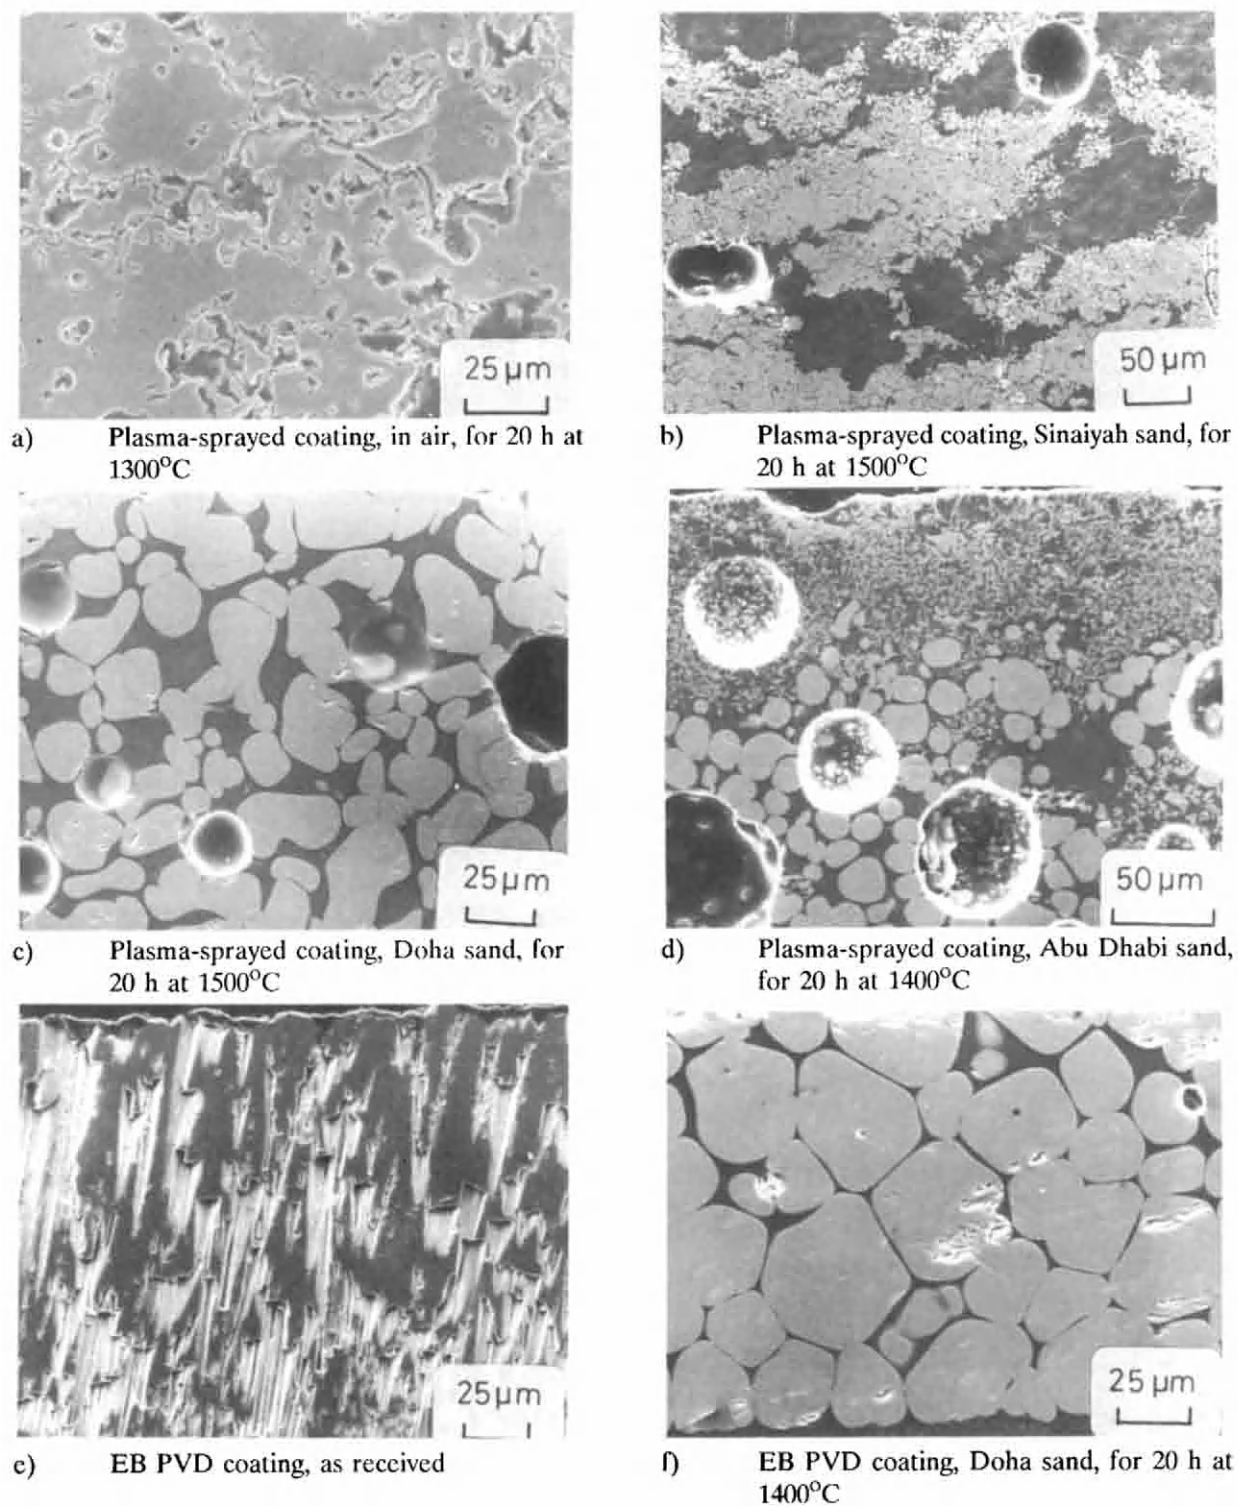 25 μm
50 μm
a) Plasma-sprayed coating, in air, for 20 h at
1300°C
b) Plasma-sprayed coating, Sinaiyah sand, for
20 h at 1500°C
25 μm
50 μm
c) Plasma-sprayed coating, Doha sand, for
20 h at 1500°C
d) Plasma-sprayed coating, Abu Dhabi sand,
for 20 h at 1400°C
25 μm
25 μm
e) EB PVD coating, as received
f) EB PVD coating, Doha sand, for 20 h at
1400°C